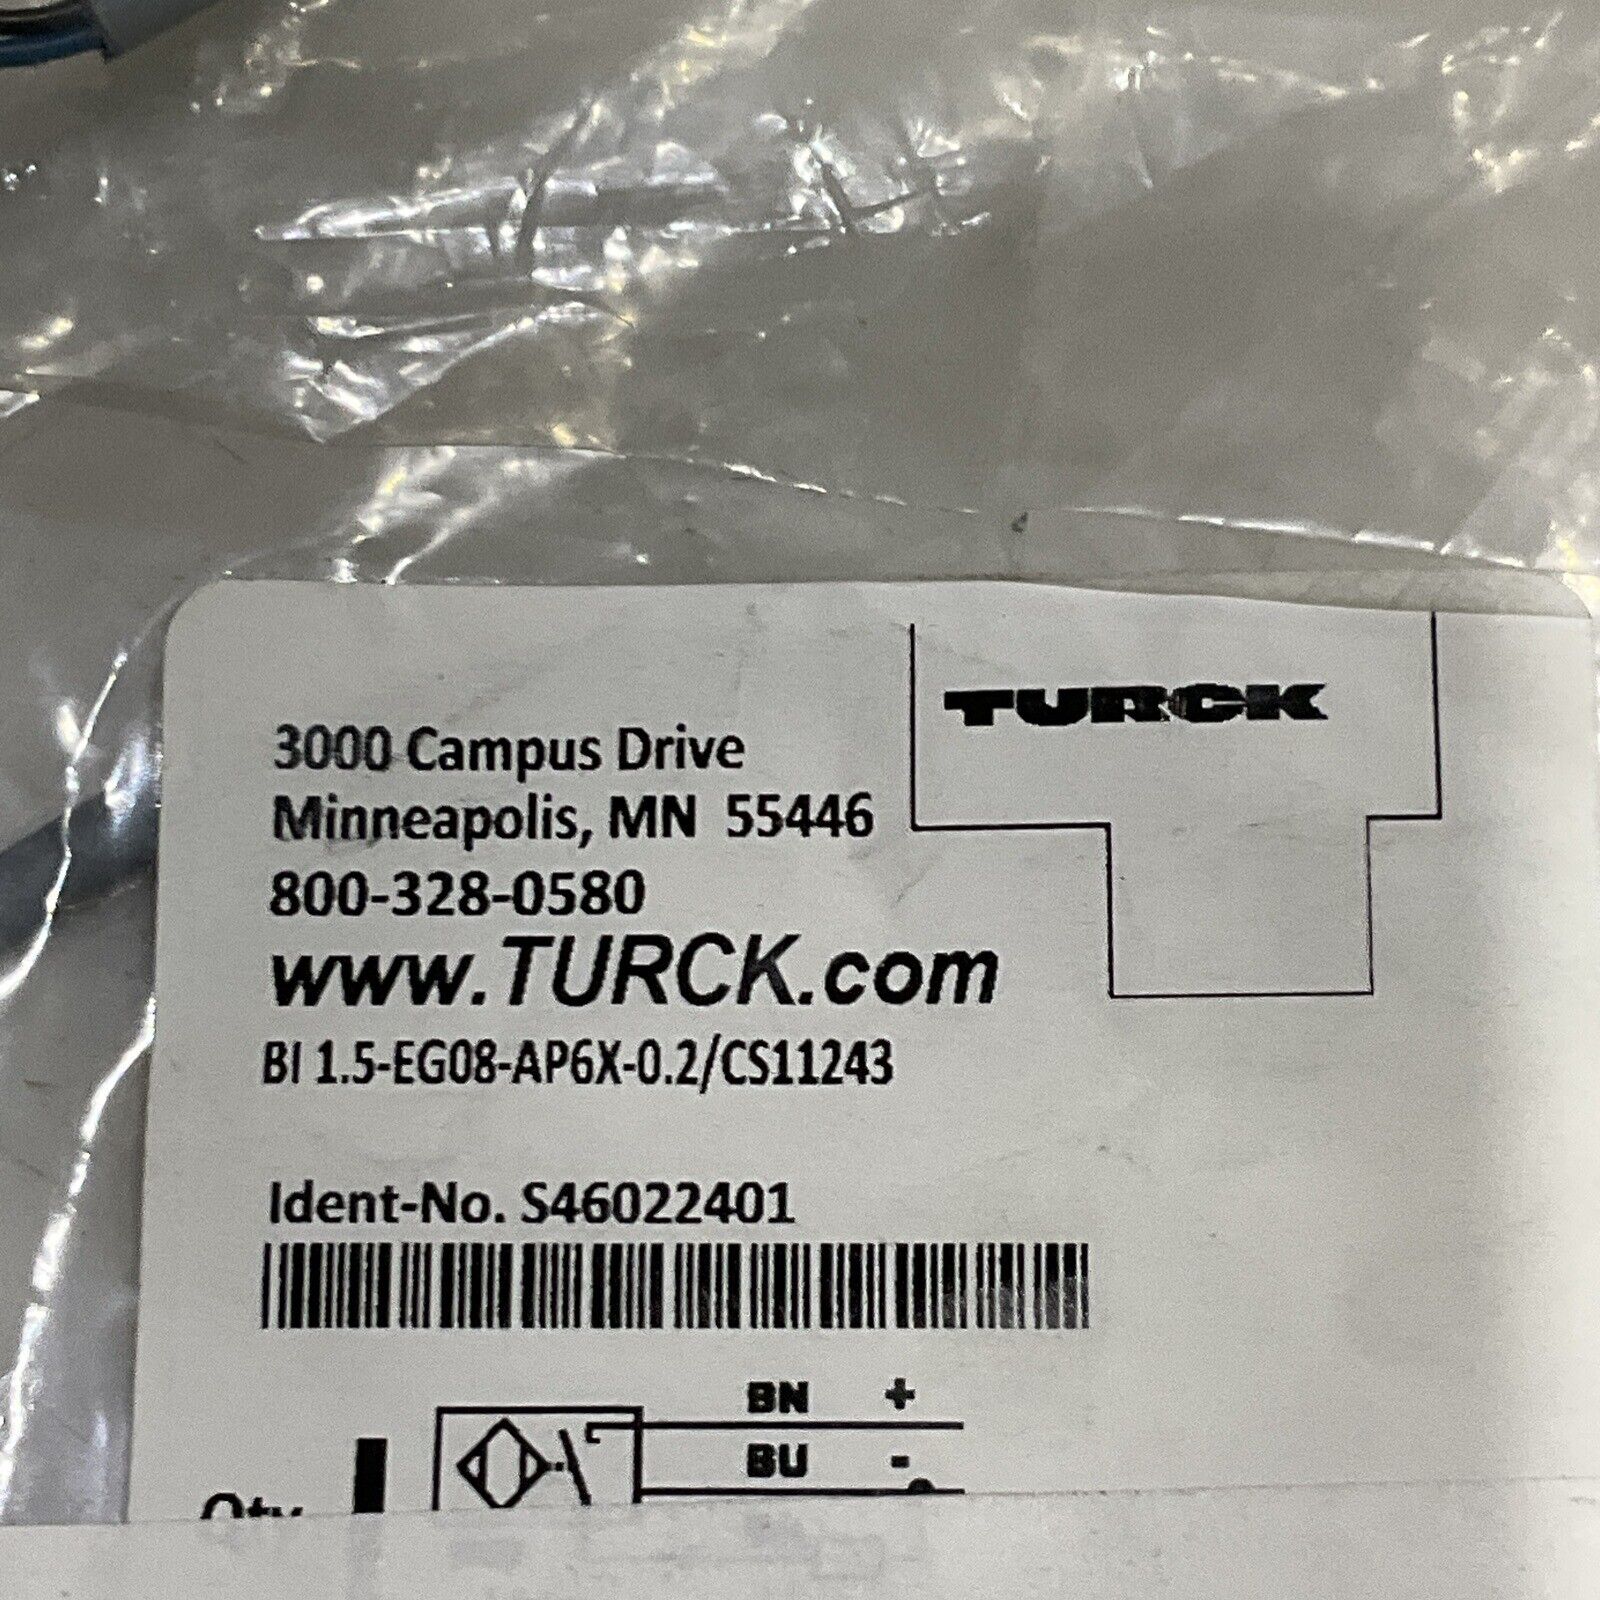 TURCK
3000 Campus Drive
Minneapolis, MN 55446
800-328-0580
www.TURCK.com
BI 1.5-EG08-AP6X-0.2/CS11243
Ident-No. S46022401
BN +
BU -
Qty